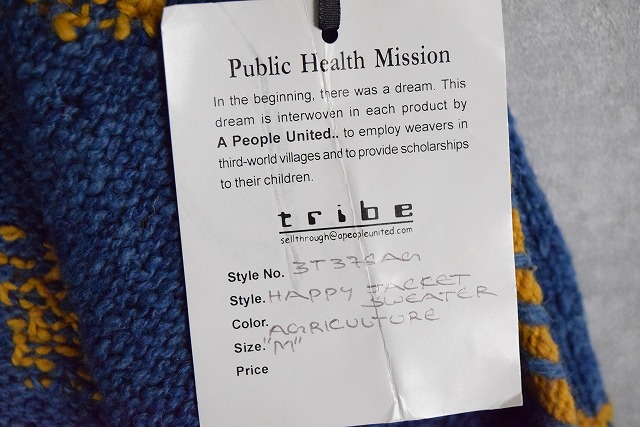 Public Health Mission
In the beginning, there was a dream. This
dream is interwoven in each product by
A People United.. to employ weavers in
third-world villages and to provide scholarships
to their children.
tribe
sellthrough@apeopleunited.com
Style No. 3T376AG
Style. HAPPY JACKET
SWEATER
Color. AGRICULTURE
Size. "M"
Price